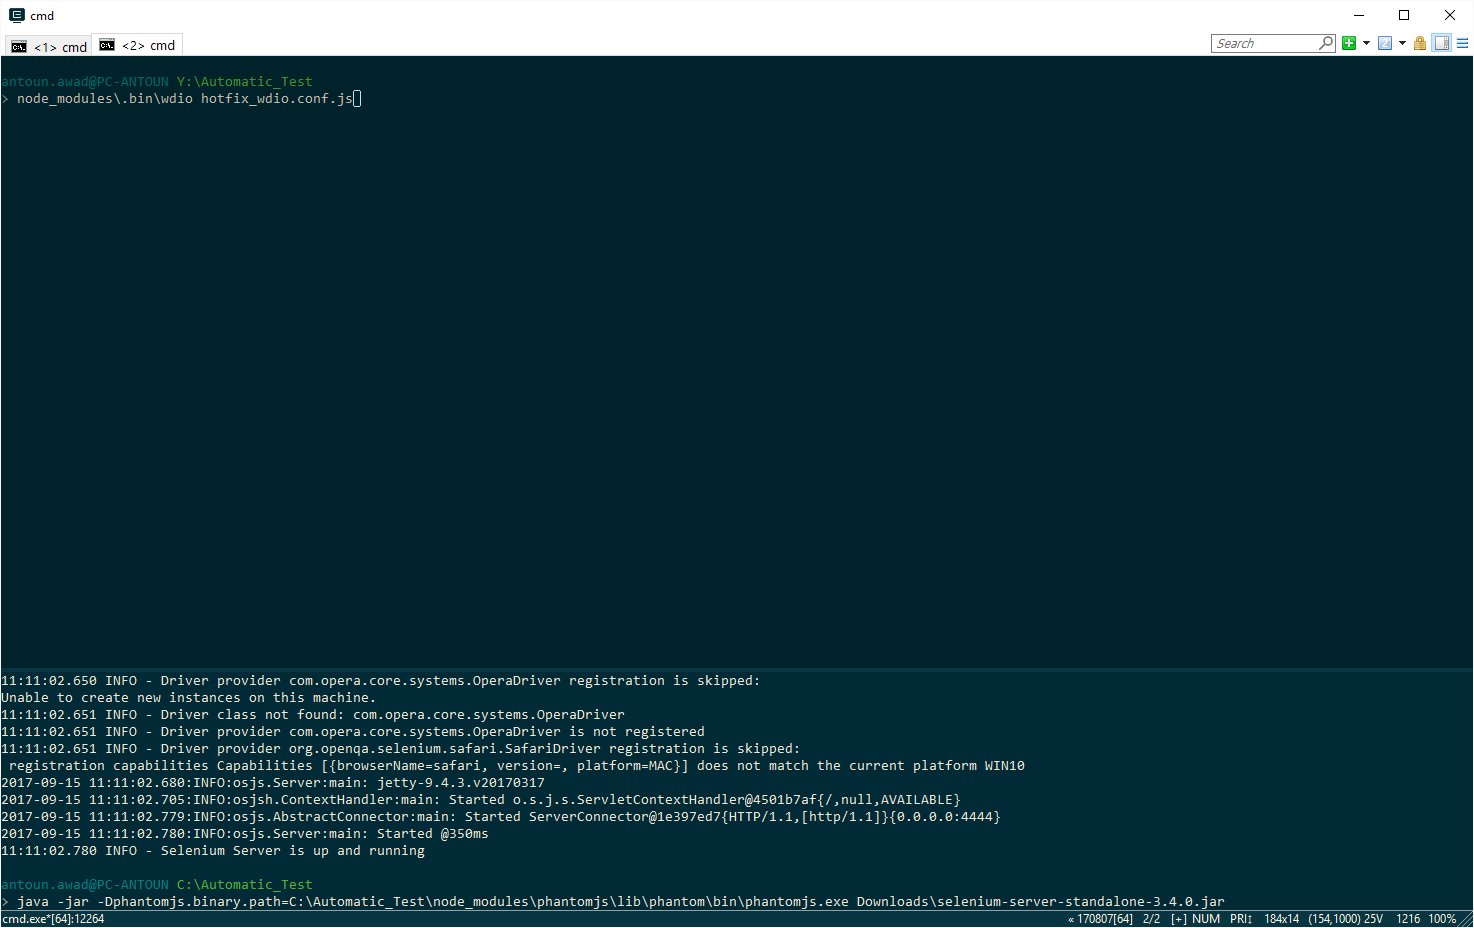 cmd
<1> cmd
<2> cmd
Search
antoun.awad@PC-ANTOUN Y:\Automatic_Test
> node_modules\.bin\wdio hotfix_wdio.conf.js
11:11:02.650 INFO - Driver provider com.opera.core.systems.OperaDriver registration is skipped:
Unable to create new instances on this machine.
11:11:02.651 INFO - Driver class not found: com.opera.core.systems.OperaDriver
11:11:02.651 INFO - Driver provider com.opera.core.systems.OperaDriver is not registered
11:11:02.651 INFO - Driver provider org.openqa.selenium.safari.SafariDriver registration is skipped:
registration capabilities Capabilities [{browserName=safari, version=, platform=MAC}] does not match the current platform WIN10
2017-09-15 11:11:02.680:INFO:osjs.Server:main: jetty-9.4.3.v20170317
2017-09-15 11:11:02.705:INFO:osjsh.ContextHandler:main: Started o.s.j.s.ServletContextHandler@4501b7af{/,null,AVAILABLE}
2017-09-15 11:11:02.779:INFO:osjs.AbstractConnector:main: Started ServerConnector@1e397ed7{HTTP/1.1,[http/1.1]}{0.0.0.0:4444}
2017-09-15 11:11:02.780:INFO:osjs.Server:main: Started @350ms
11:11:02.780 INFO - Selenium Server is up and running
antoun.awad@PC-ANTOUN C:\Automatic_Test
> java -jar -Dphantomjs.binary.path=C:\Automatic_Test\node_modules\phantomjs\lib\phantom\bin\phantomjs.exe Downloads\selenium-server-standalone-3.4.0.jar
cmd.exe*[64]:12264 « 170807[64] 2/2 [+] NUM PRI↕ 184x14 (154,1000) 25V 1216 100%